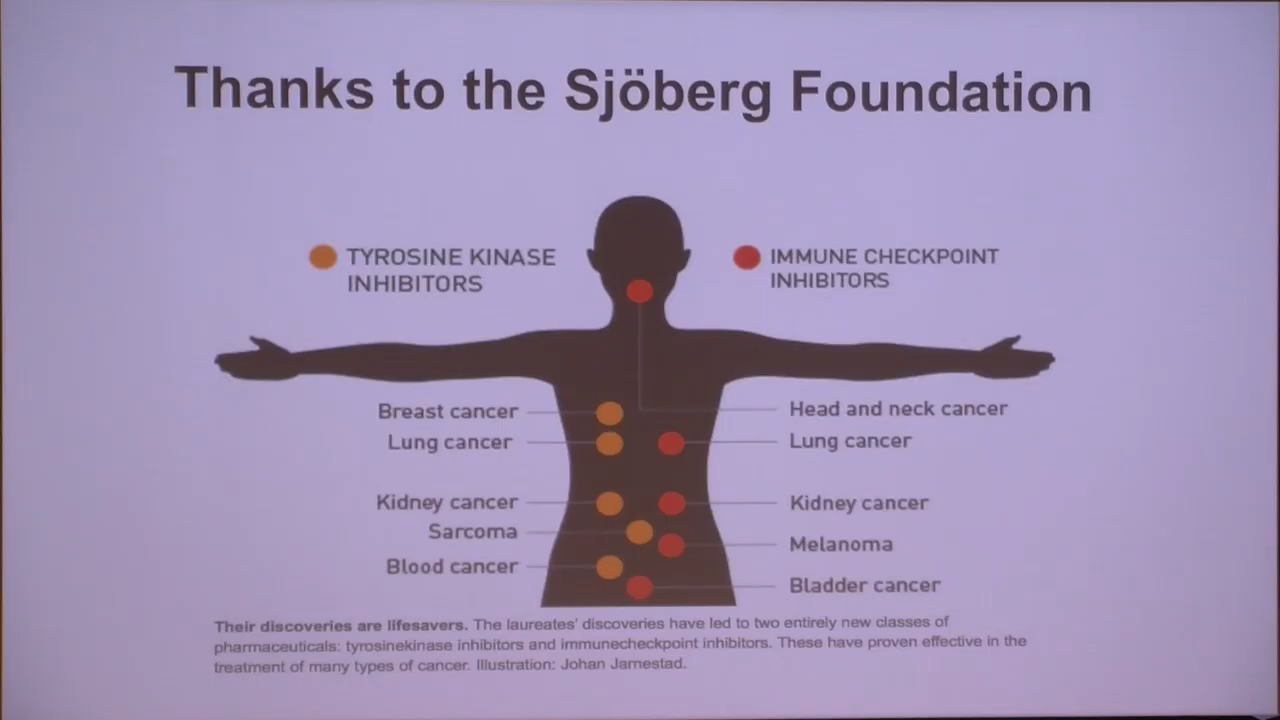 Thanks to the Sjöberg Foundation
TYROSINE KINASE
INHIBITORS
IMMUNE CHECKPOINT
INHIBITORS
Breast cancer
Lung cancer
Kidney cancer
Sarcoma
Blood cancer
Head and neck cancer
Lung cancer
Kidney cancer
Melanoma
Bladder cancer
Their discoveries are lifesavers. The laureates' discoveries have led to two entirely new classes of
pharmaceuticals: tyrosinekinase inhibitors and immunecheckpoint inhibitors. These have proven effective in the
treatment of many types of cancer. Illustration: Johan Jarnestad.